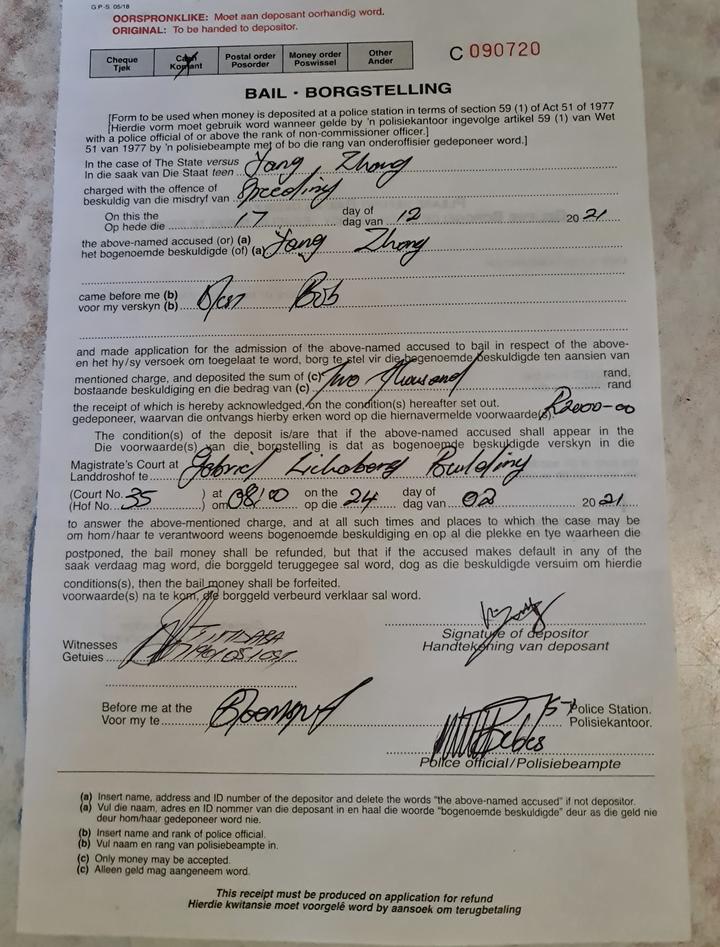 G.P.-S. 05/18
OORSPRONKLIKE: Moet aan deposant oorhandig word.
ORIGINAL: To be handed to depositor.
Cheque
Tjek
Cash
Kontant
Postal order
Posorder
Money order
Poswissel
Other
Ander
C 090720
BAIL · BORGSTELLING
[Form to be used when money is deposited at a police station in terms of section 59 (1) of Act 51 of 1977
[Hierdie vorm moet gebruik word wanneer gelde by 'n polisiekantoor ingevolge artikel 59 (1) van Wet
with a police official of or above the rank of non-commissioner officer.]
51 van 1977 by 'n polisiebeampte met of bo die rang van onderoffisier gedeponeer word.]
In the case of The State versus Yang Zhong
In die saak van Die Staat teen
charged with the offence of Speeding
beskuldig van die misdryf van
On this the 17 day of 12 20 21
Op hede die dag van
the above-named accused (or) (a) Yang Zhong
het bogenoemde beskuldigde (of) (a)
came before me (b) Bob
voor my verskyn (b)
and made application for the admission of the above-named accused to bail in respect of the above-
en het hy/sy versoek om toegelaat te word, borg te stel vir die bogenoemde beskuldigde ten aansien van
mentioned charge, and deposited the sum of (c) Two Thousand rand,
bostaande beskuldiging en die bedrag van (c) rand
the receipt of which is hereby acknowledged, on the condition(s) hereafter set out. R2000-00
gedeponeer, waarvan die ontvangs hierby erken word op die hiernavermelde voorwaarde(s).
The condition(s) of the deposit is/are that if the above-named accused shall appear in the
Die voorwaarde(s) van die borgstelling is dat as bogenoemde beskuldigde verskyn in die
Magistrate's Court at Gabriel
Landdroshof te
(Court No. 35 ) at 08:00 on the 24 day of 02 20 21
(Hof No. ) om op die dag van
to answer the above-mentioned charge, and at all such times and places to which the case may be
om hom/haar te verantwoord weens bogenoemde beskuldiging en op al die plekke en tye waarheen die
postponed, the bail money shall be refunded, but that if the accused makes default in any of the
saak verdaag mag word, die borggeld teruggegee sal word, dog as die beskuldigde versuim om hierdie
conditions(s), then the bail money shall be forfeited.
voorwaarde(s) na te kom, die borggeld verbeurd verklaar sal word.
Witnesses
Getuies
Signature of depositor
Handtekening van deposant
Before me at the Police Station.
Voor my te Polisiekantoor.
Police official/Polisiebeampte
(a) Insert name, address and ID number of the depositor and delete the words "the above-named accused" if not depositor.
(a) Vul die naam, adres en ID nommer van die deposant in en haal die woorde "bogenoemde beskuldigde" deur as die geld nie
deur hom/haar gedeponeer word nie.
(b) Insert name and rank of police official.
(b) Vul naam en rang van polisiebeampte in.
(c) Only money may be accepted.
(c) Alleen geld mag aangeneem word.
This receipt must be produced on application for refund
Hierdie kwitansie moet voorgelê word by aansoek om terugbetaling